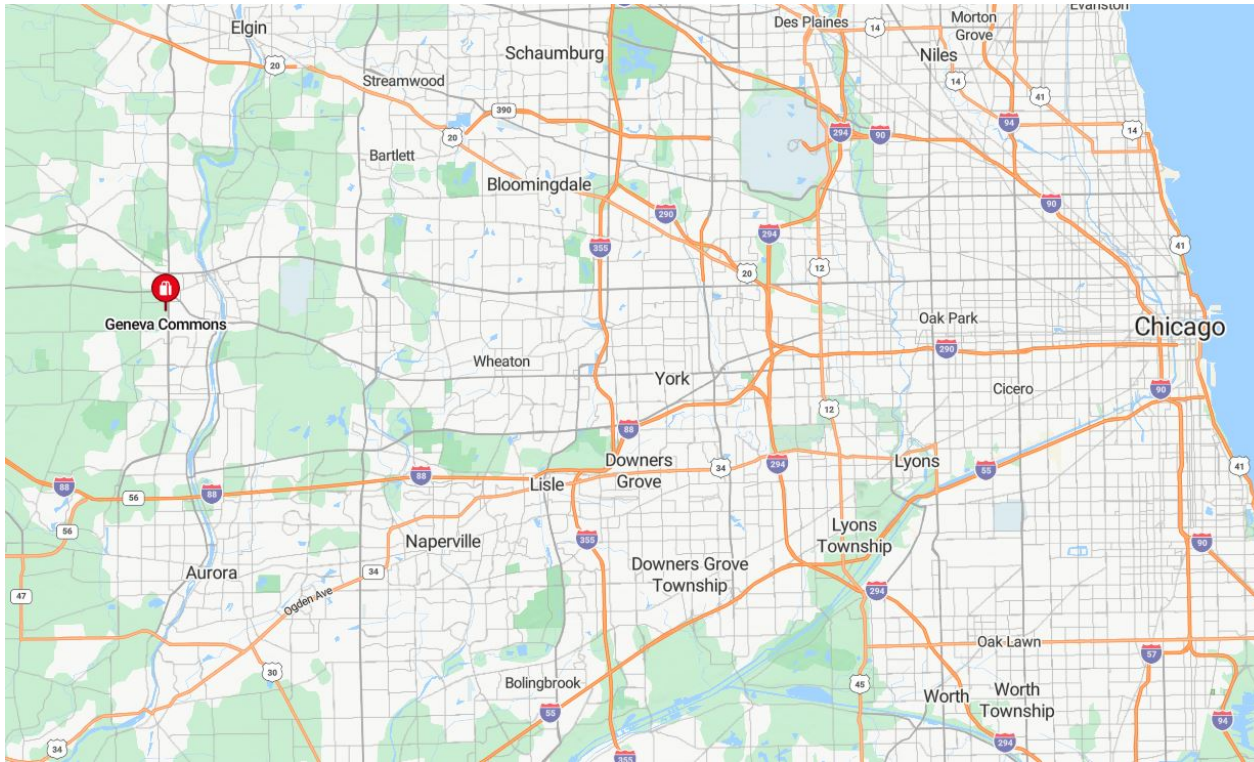 Elgin
Schaumburg
Des Plaines
14
Morton
Grove
Evanston
Niles
20
Streamwood
390
14
41
20
Bartlett
294
90
94
14
Bloomingdale
290
90
355
294
41
20
12
Geneva Commons
Oak Park
Chicago
290
Wheaton
York
Cicero
90
12
88
Downers
Grove
34
294
Lyons
55
41
88
56
88
88
Lisle
56
Naperville
355
Lyons
Township
90
Aurora
34
Downers Grove
Township
294
47
Ogden Ave
Oak Lawn
57
30
Bolingbrook
45
Worth
Worth
Township
55
94
34
355
294